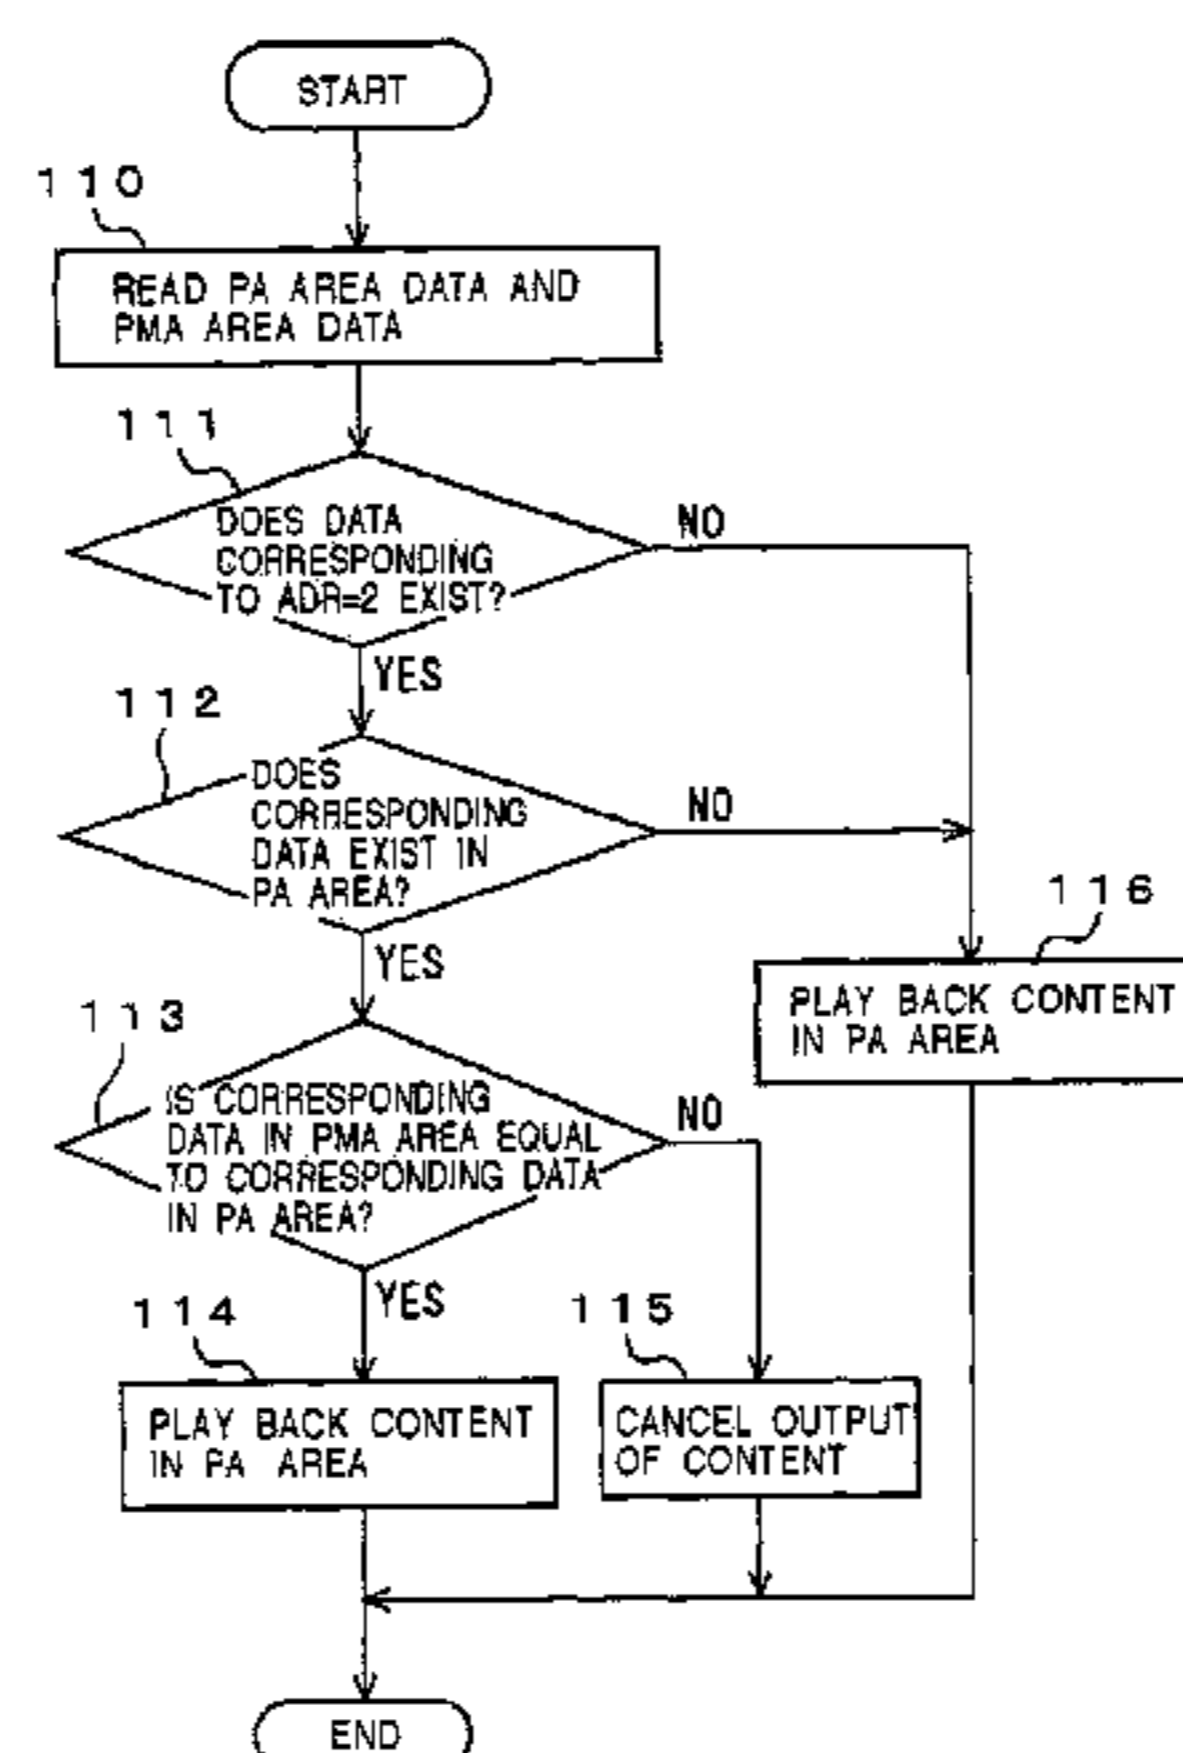 START
110
READ PA AREA DATA AND
PMA AREA DATA
111
DOES DATA
CORRESPONDING
TO ADR=2 EXIST?
NO
YES
112
DOES
CORRESPONDING
DATA EXIST IN
PA AREA?
NO
YES
116
PLAY BACK CONTENT
IN PA AREA
113
IS CORRESPONDING
DATA IN PMA AREA EQUAL
TO CORRESPONDING DATA
IN PA AREA?
NO
YES
114
PLAY BACK CONTENT
IN PA AREA
115
CANCEL OUTPUT
OF CONTENT
END